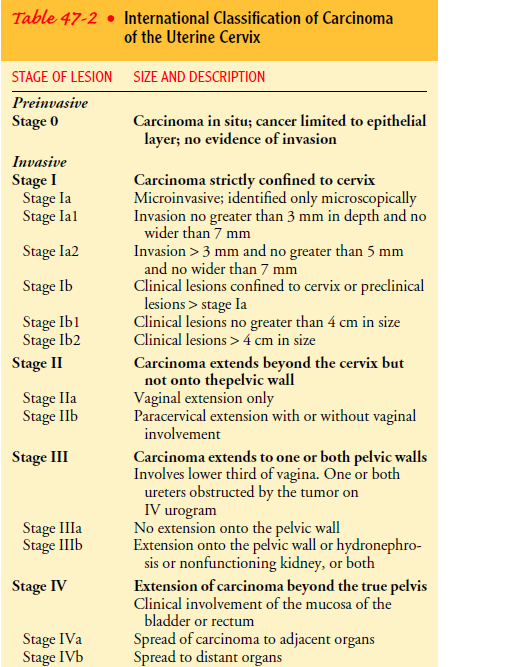 Table 47-2 • International Classification of Carcinoma
of the Uterine Cervix
STAGE OF LESION SIZE AND DESCRIPTION
Preinvasive
Stage 0 Carcinoma in situ; cancer limited to epithelial
layer; no evidence of invasion
Invasive
Stage I Carcinoma strictly confined to cervix
Stage Ia Microinvasive; identified only microscopically
Stage Ia1 Invasion no greater than 3 mm in depth and no
wider than 7 mm
Stage Ia2 Invasion > 3 mm and no greater than 5 mm
and no wider than 7 mm
Stage Ib Clinical lesions confined to cervix or preclinical
lesions > stage Ia
Stage Ib1 Clinical lesions no greater than 4 cm in size
Stage Ib2 Clinical lesions > 4 cm in size
Stage II Carcinoma extends beyond the cervix but
not onto thepelvic wall
Stage IIa Vaginal extension only
Stage IIb Paracervical extension with or without vaginal
involvement
Stage III Carcinoma extends to one or both pelvic walls
Involves lower third of vagina. One or both
ureters obstructed by the tumor on
IV urogram
Stage IIIa No extension onto the pelvic wall
Stage IIIb Extension onto the pelvic wall or hydronephro-
sis or nonfunctioning kidney, or both
Stage IV Extension of carcinoma beyond the true pelvis
Clinical involvement of the mucosa of the
bladder or rectum
Stage IVa Spread of carcinoma to adjacent organs
Stage IVb Spread to distant organs